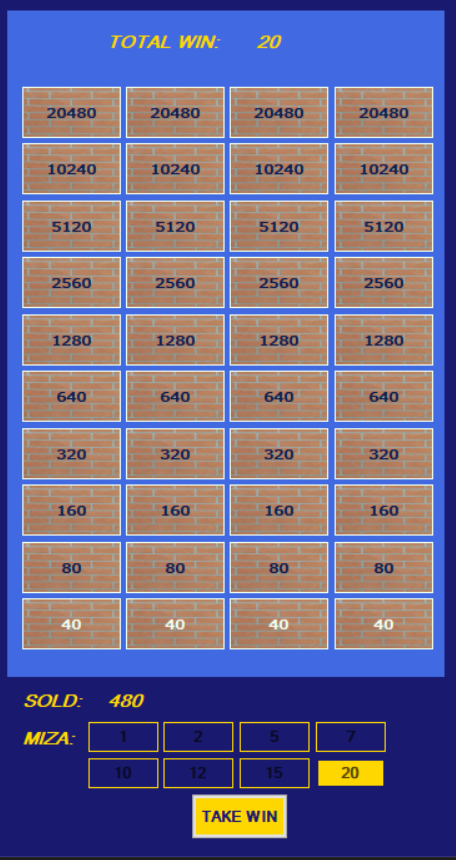 TOTAL WIN: 20
20480 20480 20480 20480
10240 10240 10240 10240
5120 5120 5120 5120
2560 2560 2560 2560
1280 1280 1280 1280
640 640 640 640
320 320 320 320
160 160 160 160
80 80 80 80
40 40 40 40
SOLD: 480
MIZA: 1 2 5 7
10 12 15 20
TAKE WIN